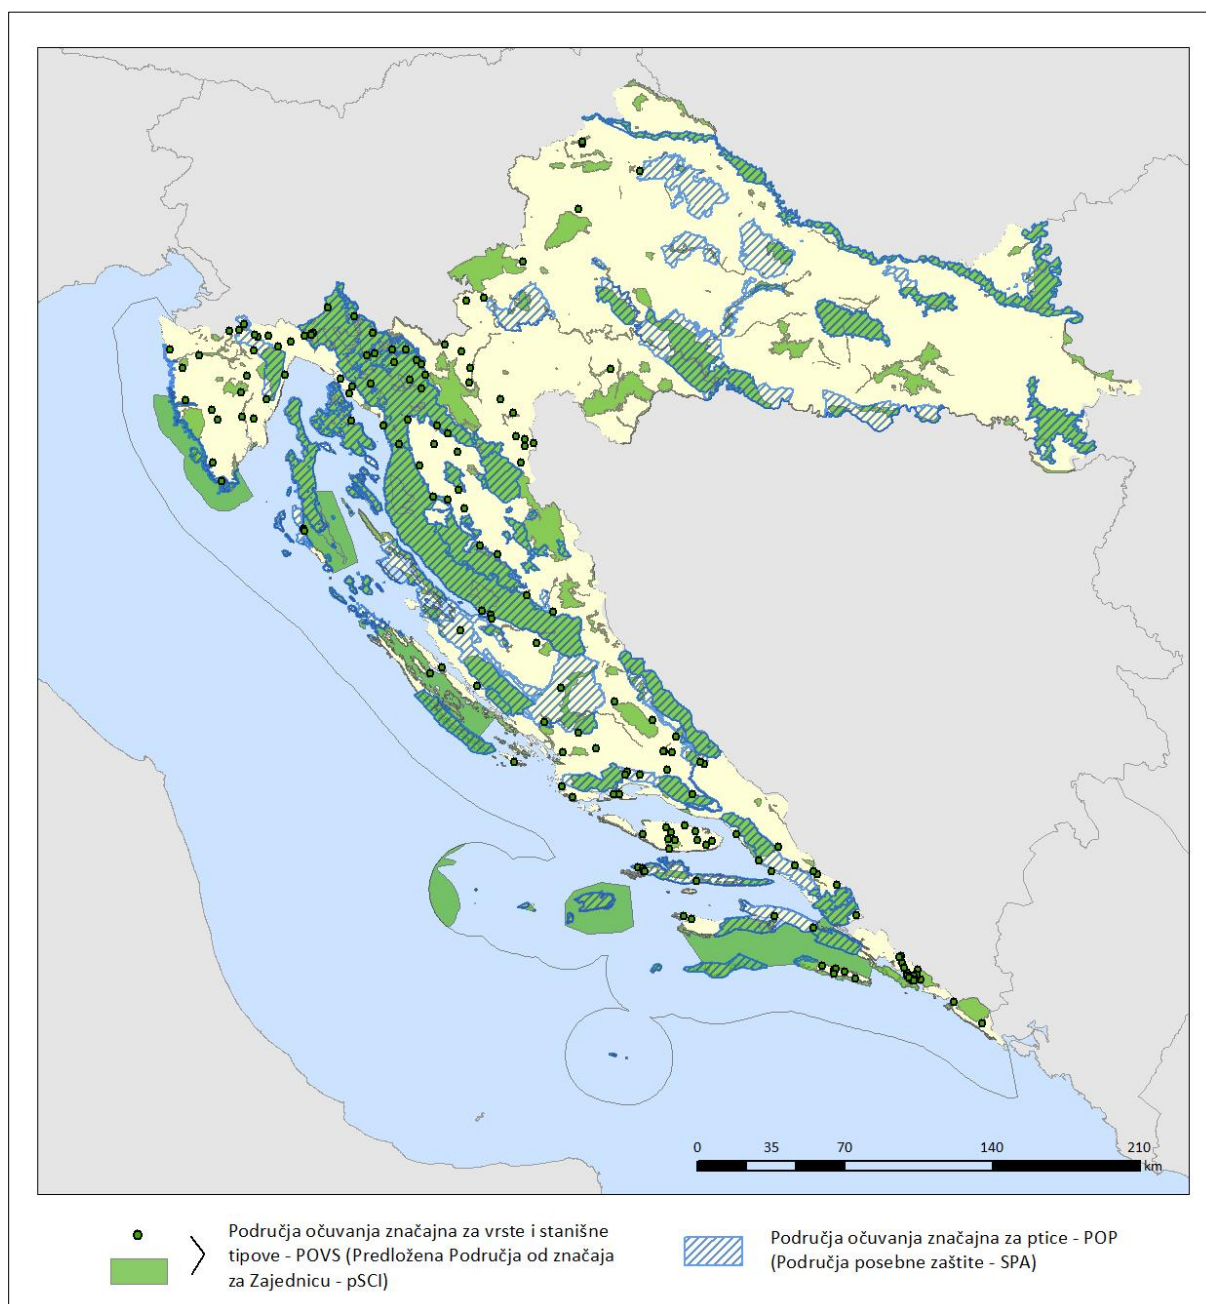 0 35 70 140 210
km
Područja očuvanja značajna za vrste i stanišne
tipove - POVS (Predložena Područja od značaja
za Zajednicu - pSCI)
Područja očuvanja značajna za ptice - POP
(Područja posebne zaštite - SPA)